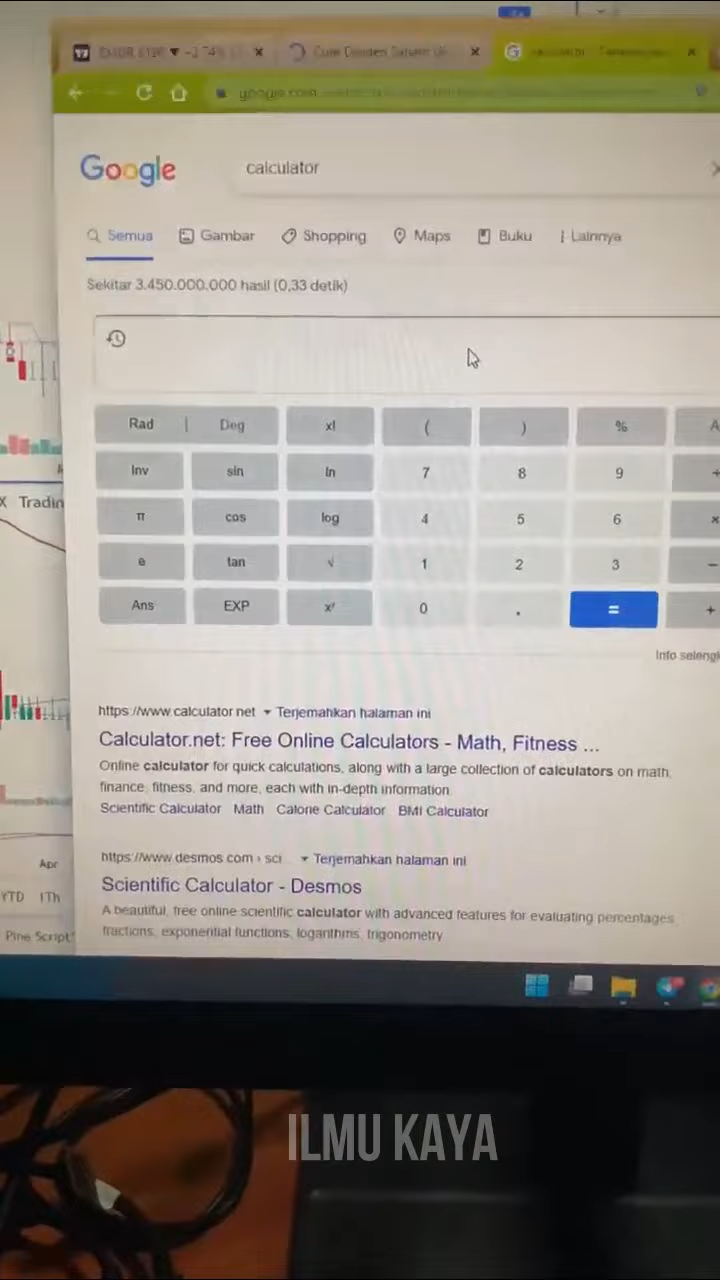 Google
calculator
Semua
Gambar
Shopping
Maps
Buku
Lainnya
Sekitar 3.450.000.000 hasil (0,33 detik)
Rad | Deg x! ( ) %
Inv sin ln 7 8 9 ÷
π cos log 4 5 6 ×
e tan √ 1 2 3 −
Ans EXP 0 . = +
Info
https://www.calculator.net Terjemahkan halaman ini
Calculator.net: Free Online Calculators - Math, Fitness ...
Online calculator for quick calculations, along with a large collection of calculators on math,
finance, fitness, and more, each with in-depth information
Scientific Calculator Math Calorie Calculator BMI Calculator
https://www.desmos.com › sci Terjemahkan halaman ini
Scientific Calculator - Desmos
A beautiful, free online scientific calculator with advanced features for evaluating percentages,
fractions, exponential functions, logarithms, trigonometry
Apr
YTD 1Th
Pine Script
ILMU KAYA